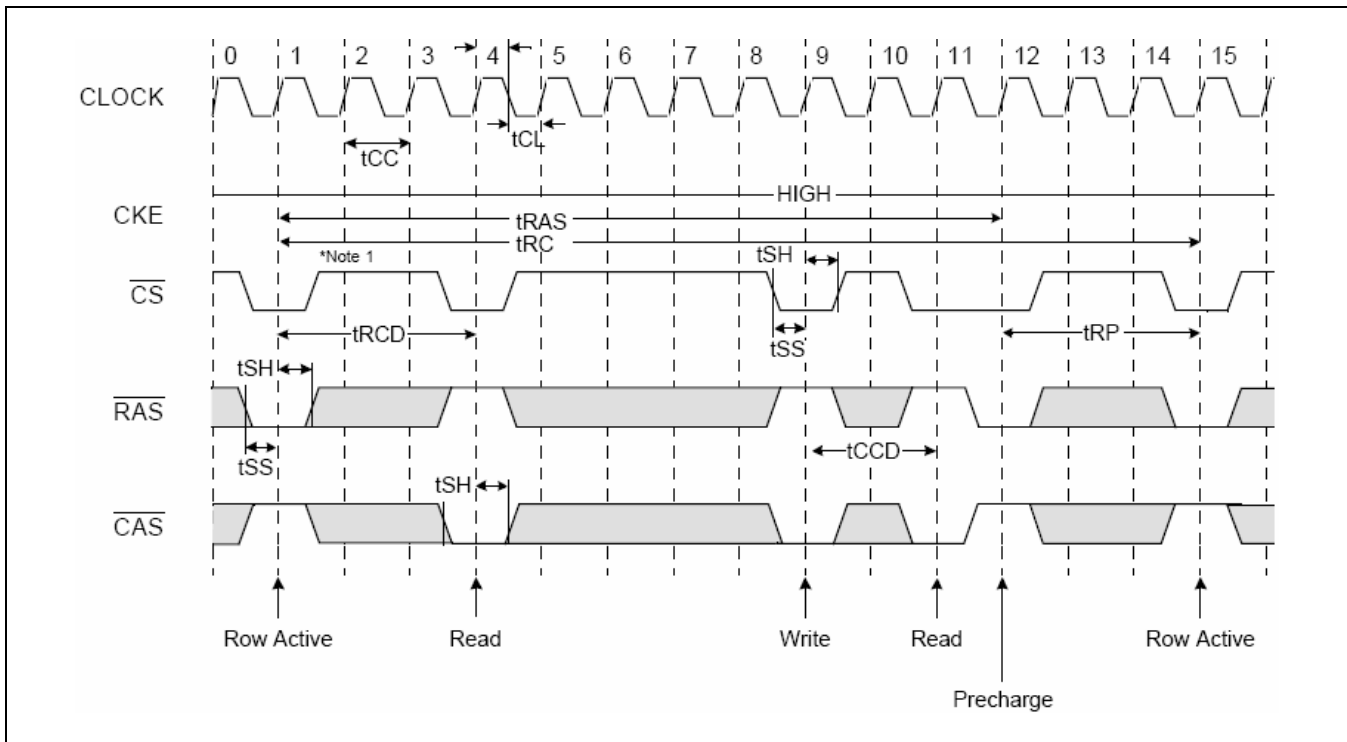 0 1 2 3 4 5 6 7 8 9 10 11 12 13 14 15
CLOCK
tCL
tCC
HIGH
CKE
tRAS
tRC
*Note 1
tSH
CS
tRCD
tRP
tSS
tSH
RAS
tCCD
tSS
tSH
CAS
Row Active Read Write Read Row Active
Precharge